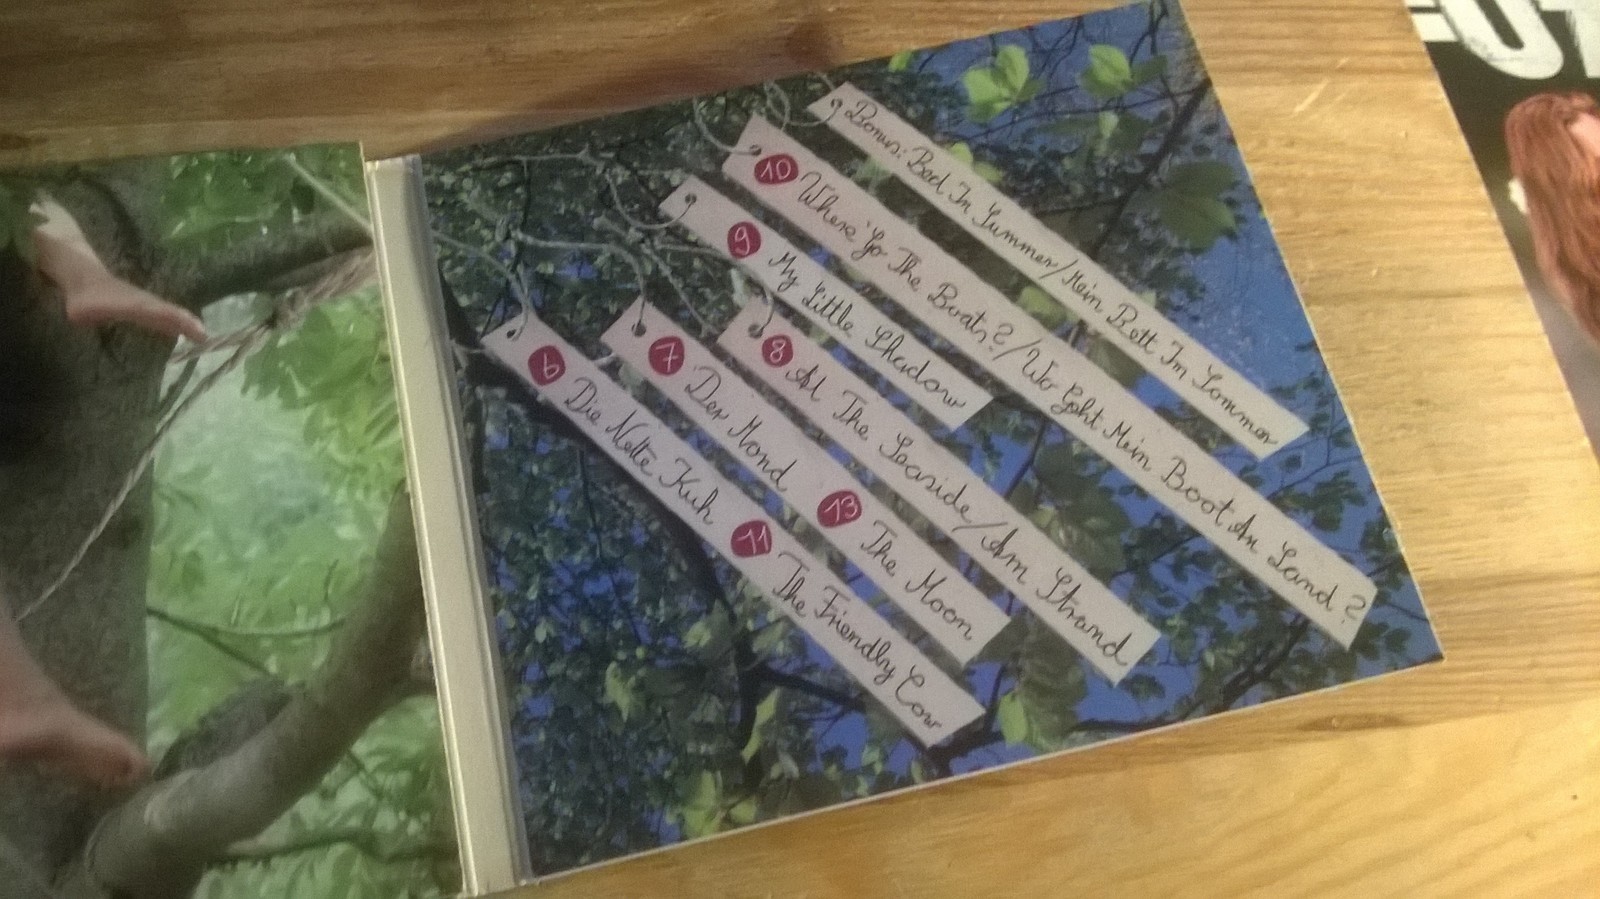 6 Die Nette Kuh 11 The Friendly Cow
7 Der Mond 13 The Moon
8 At The Seaside/Am Strand
9 My Little Shadow
10 Where Go The Boats?/Wo Geht Mein Boot An Land?
Bonus: Bed In Summer/Mein Bett Im Sommer